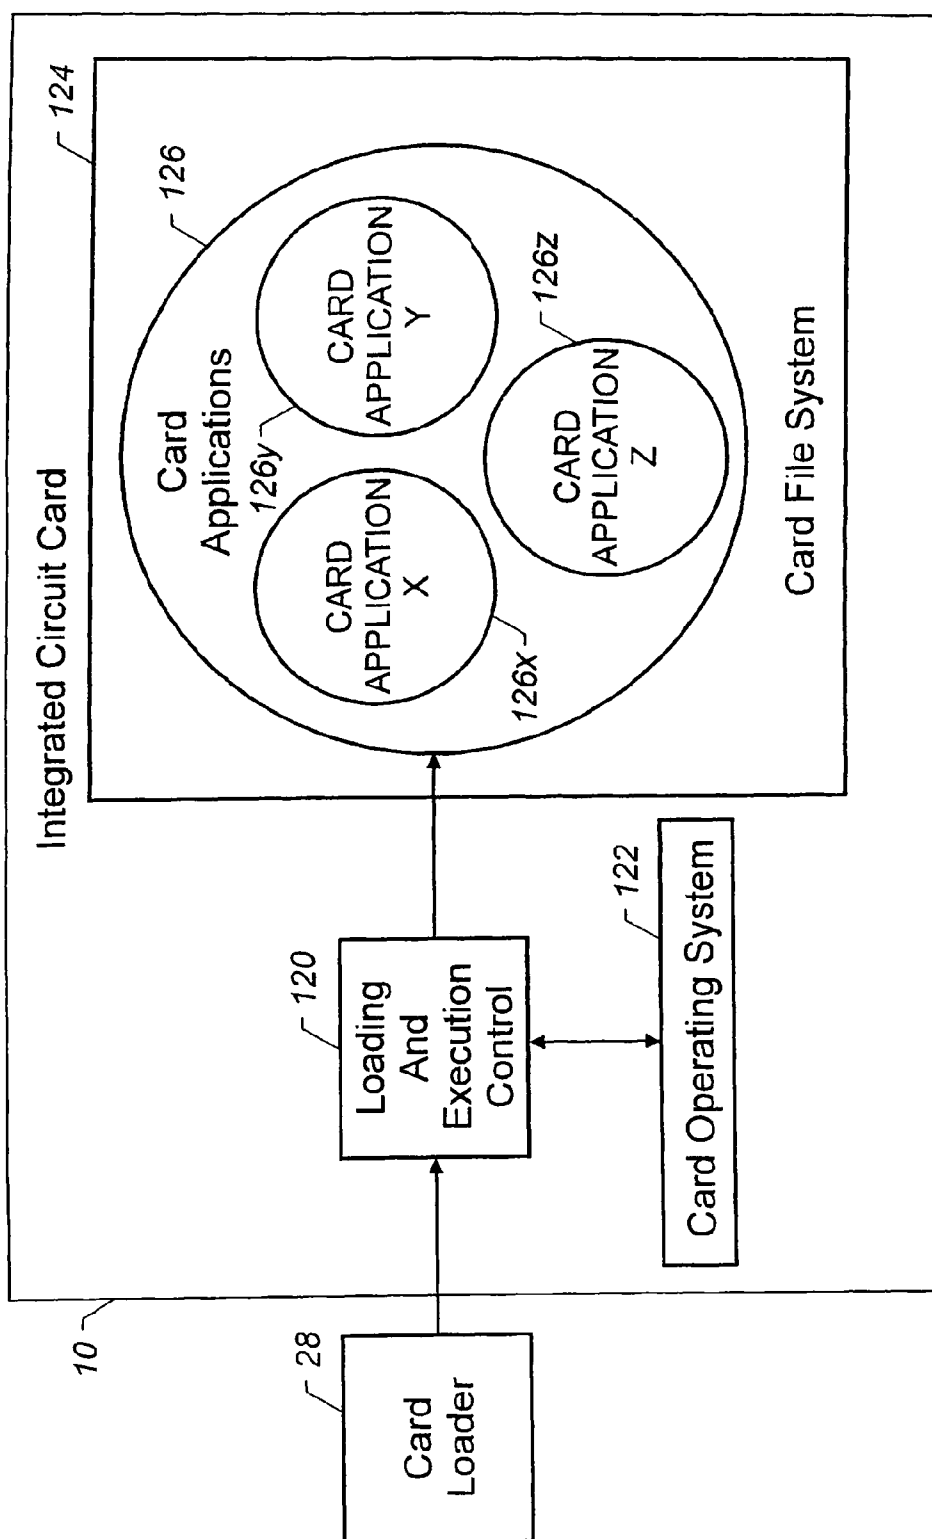 Integrated Circuit Card
10
28
Card
Loader
120
Loading
And
Execution
Control
122
Card Operating System
124
126
Card
Applications
126x
CARD
APPLICATION
X
126y
CARD
APPLICATION
Y
126z
CARD
APPLICATION
Z
Card File System